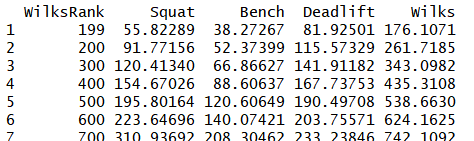 WilksRank Squat Bench Deadlift Wilks
1 199 55.82289 38.27267 81.92501 176.1071
2 200 91.77156 52.37399 115.57329 261.7185
3 300 120.41340 66.86627 141.91182 343.0982
4 400 154.67026 88.60637 167.73753 435.3108
5 500 195.80164 120.60649 190.49708 538.6630
6 600 223.64696 140.07421 203.75571 624.1625
7 700 310.93692 208.30462 233.23846 742.1092